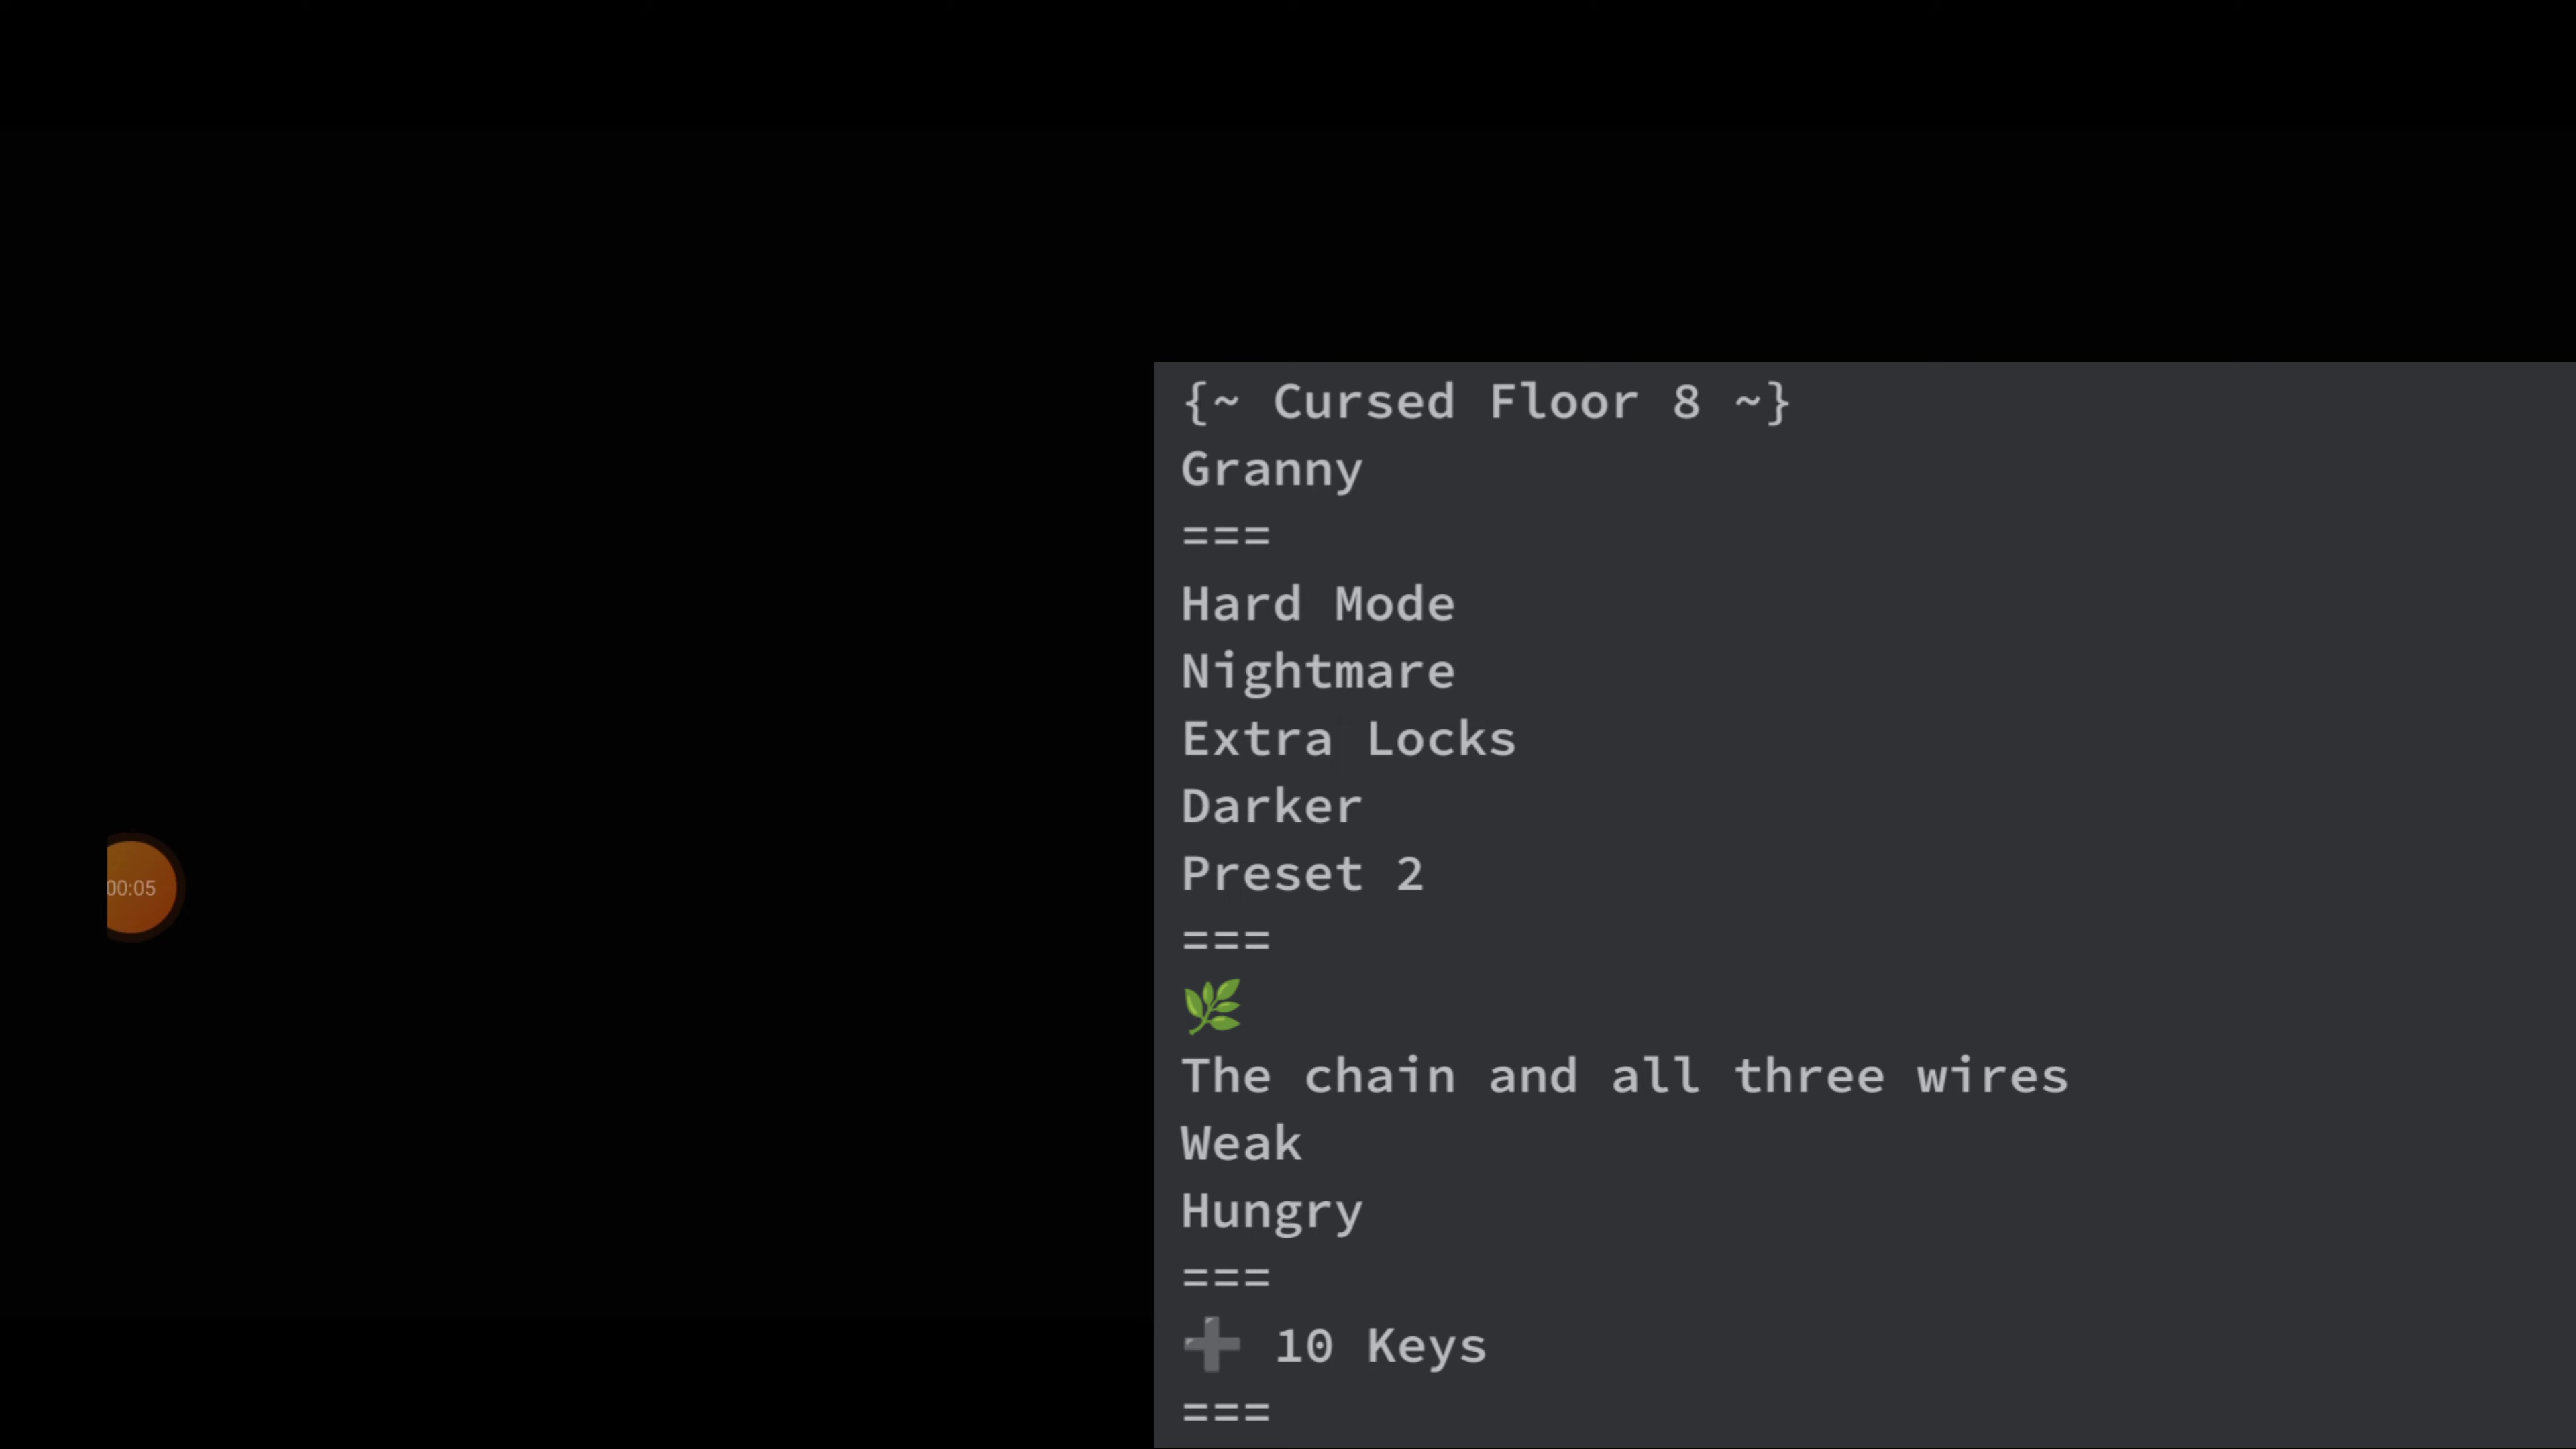 {~ Cursed Floor 8 ~}
Granny
===
Hard Mode
Nightmare
Extra Locks
Darker
Preset 2
===
🌿
The chain and all three wires
Weak
Hungry
===
➕ 10 Keys
===
00:05